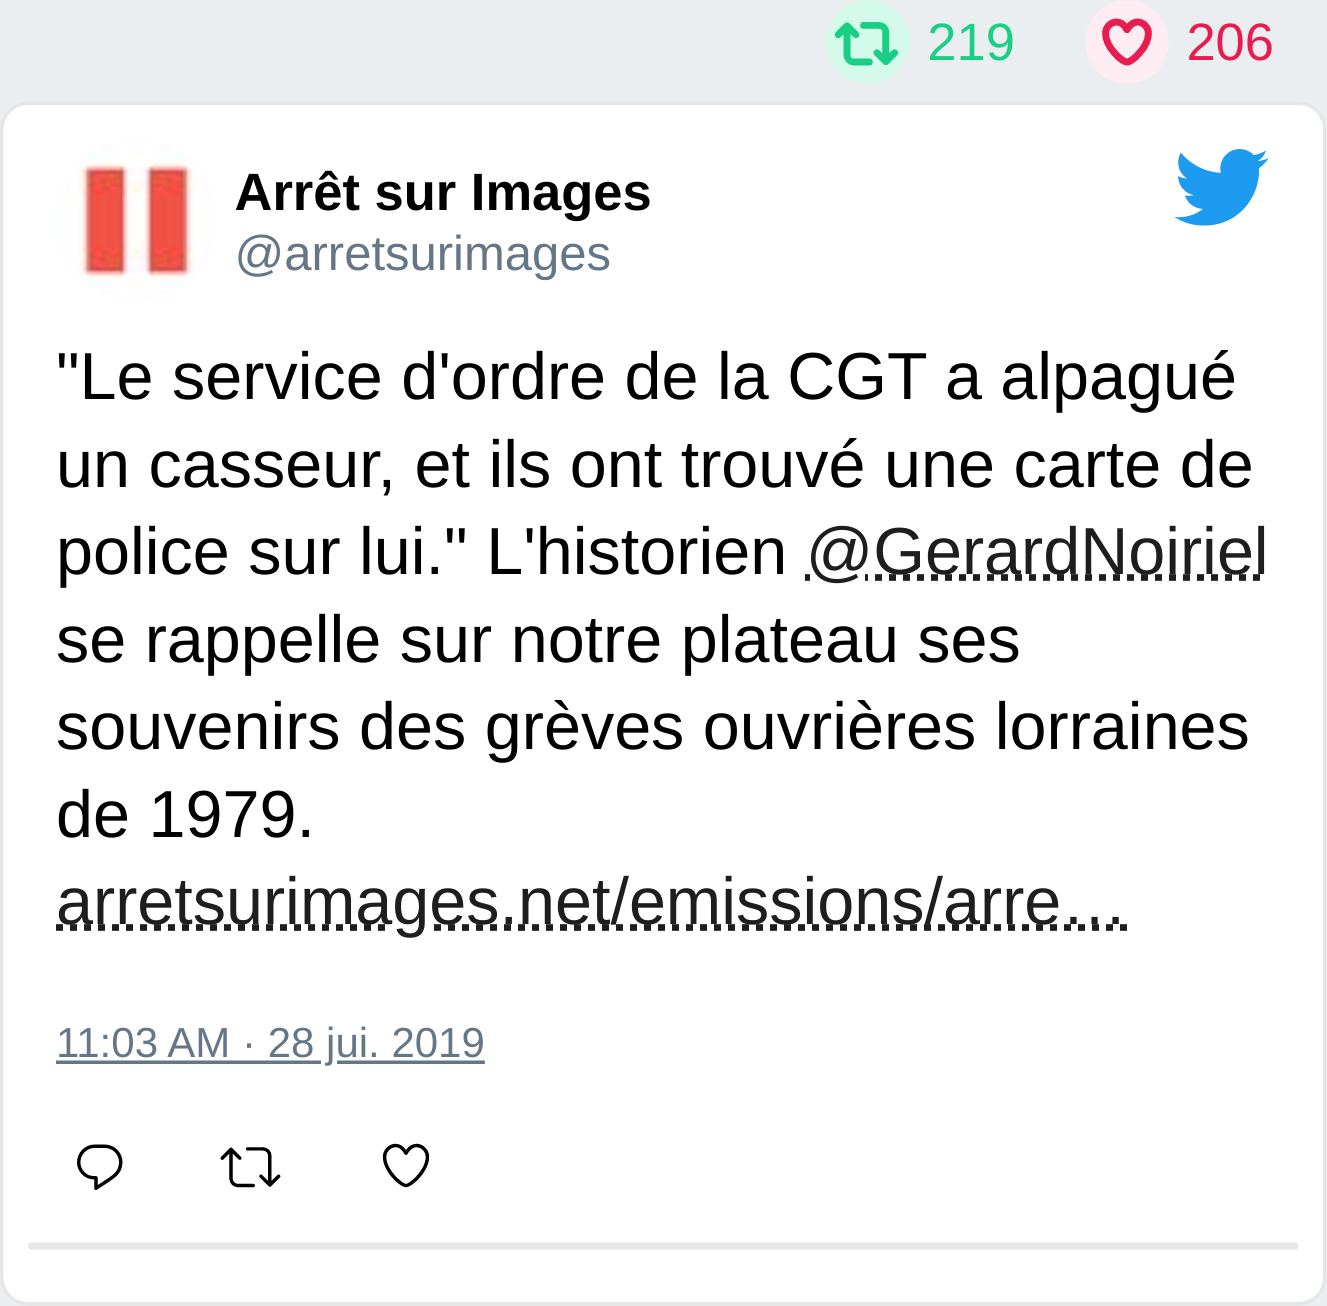 219 206
Arrêt sur Images
@arretsurimages
"Le service d'ordre de la CGT a alpagué
un casseur, et ils ont trouvé une carte de
police sur lui." L'historien @GerardNoiriel
se rappelle sur notre plateau ses
souvenirs des grèves ouvrières lorraines
de 1979.
arretsurimages.net/emissions/arre…
11:03 AM · 28 jui. 2019